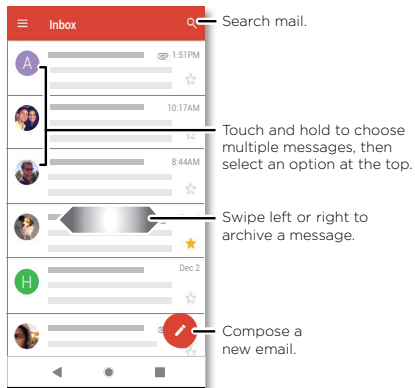 Inbox
Search mail.
A
1:51PM
10:17AM
Touch and hold to choose
multiple messages, then
select an option at the top.
8:44AM
Swipe left or right to
archive a message.
H
Dec 2
Compose a
new email.